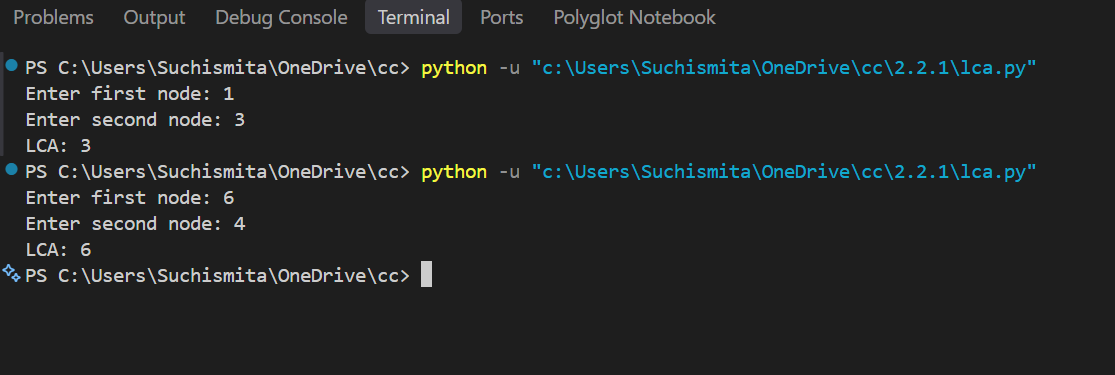 Problems Output Debug Console Terminal Ports Polyglot Notebook
PS C:\Users\Suchismita\OneDrive\cc> python -u "c:\Users\Suchismita\OneDrive\cc\2.2.1\lca.py"
Enter first node: 1
Enter second node: 3
LCA: 3
PS C:\Users\Suchismita\OneDrive\cc> python -u "c:\Users\Suchismita\OneDrive\cc\2.2.1\lca.py"
Enter first node: 6
Enter second node: 4
LCA: 6
PS C:\Users\Suchismita\OneDrive\cc>